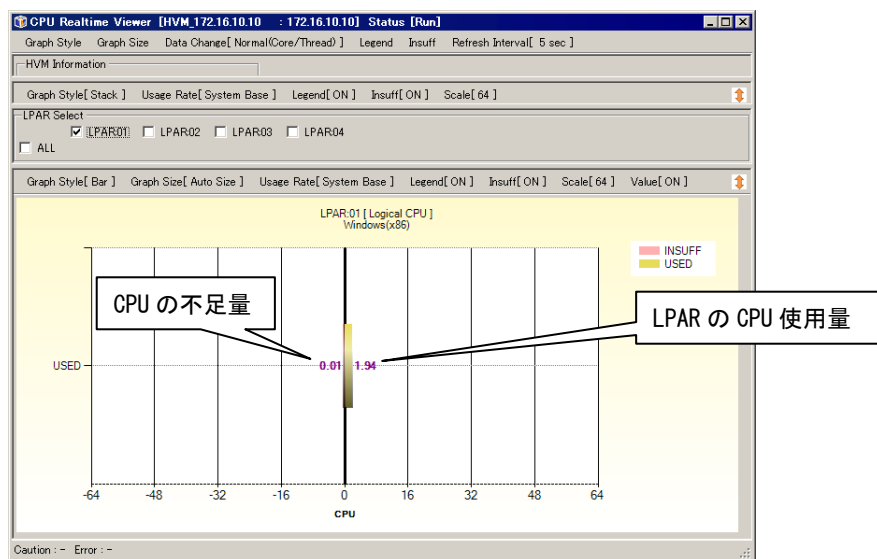 CPU Realtime Viewer [HVM_172.16.10.10 : 172.16.10.10] Status [Run]
Graph Style Graph Size Data Change[ Normal(Core/Thread) ] Legend Insuff Refresh Interval[ 5 sec ]
HVM Information
Graph Style[ Stack ] Usage Rate[ System Base ] Legend[ ON ] Insuff[ ON ] Scale[ 64 ]
LPAR Select
LPAR01 LPAR02 LPAR03 LPAR04
ALL
Graph Style[ Bar ] Graph Size[ Auto Size ] Usage Rate[ System Base ] Legend[ ON ] Insuff[ ON ] Scale[ 64 ] Value[ ON ]
LPAR:01 [ Logical CPU ]
Windows(x86)
INSUFF
USED
CPU の不足量
LPAR の CPU 使用量
USED
0.01 1.94
-64 -48 -32 -16 0 16 32 48 64
CPU
Caution : - Error : -